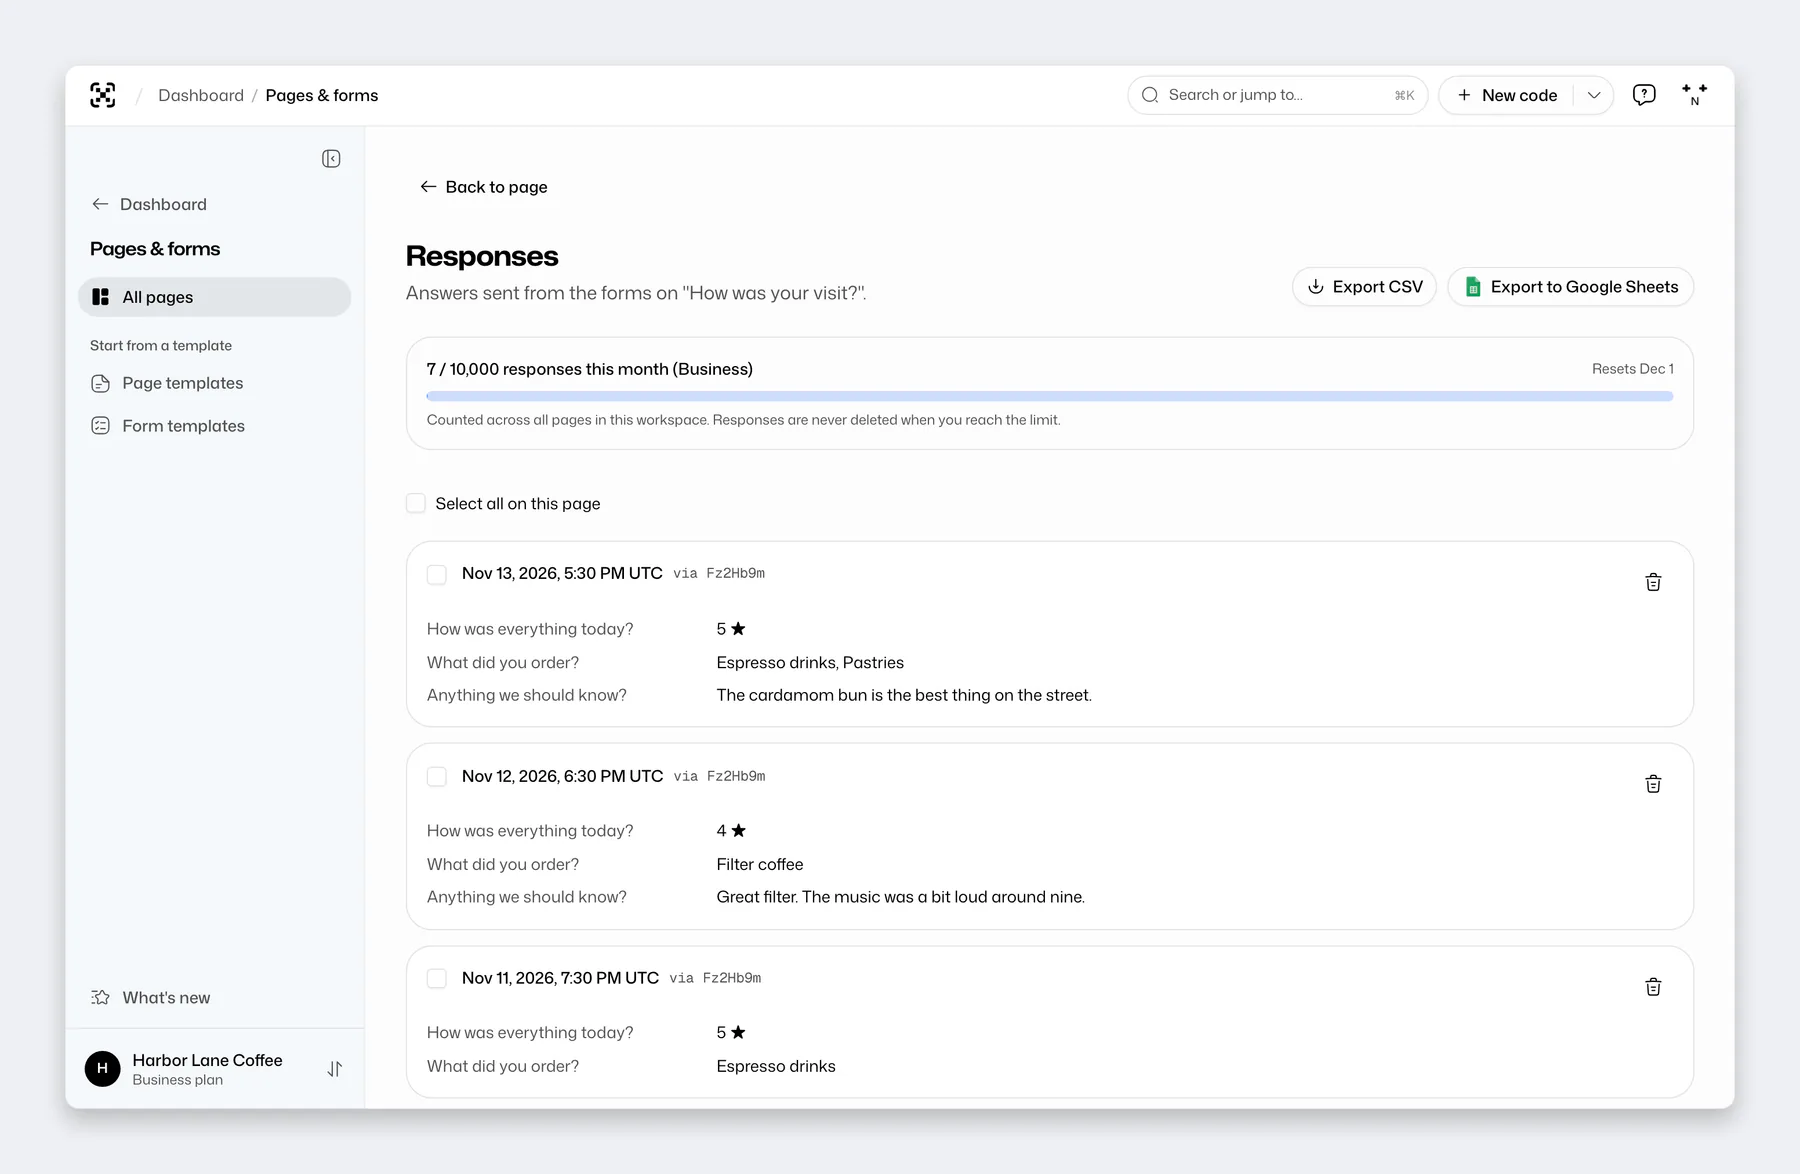 Dashboard / Pages & forms
Search or jump to... ⌘K
+ New code
N
Dashboard
Pages & forms
All pages
Start from a template
Page templates
Form templates
What's new
H
Harbor Lane Coffee
Business plan
Back to page
Responses
Answers sent from the forms on "How was your visit?".
Export CSV
Export to Google Sheets
7 / 10,000 responses this month (Business)
Resets Dec 1
Counted across all pages in this workspace. Responses are never deleted when you reach the limit.
Select all on this page
Nov 13, 2026, 5:30 PM UTC via Fz2Hb9m
How was everything today? 5 ★
What did you order? Espresso drinks, Pastries
Anything we should know? The cardamom bun is the best thing on the street.
Nov 12, 2026, 6:30 PM UTC via Fz2Hb9m
How was everything today? 4 ★
What did you order? Filter coffee
Anything we should know? Great filter. The music was a bit loud around nine.
Nov 11, 2026, 7:30 PM UTC via Fz2Hb9m
How was everything today? 5 ★
What did you order? Espresso drinks